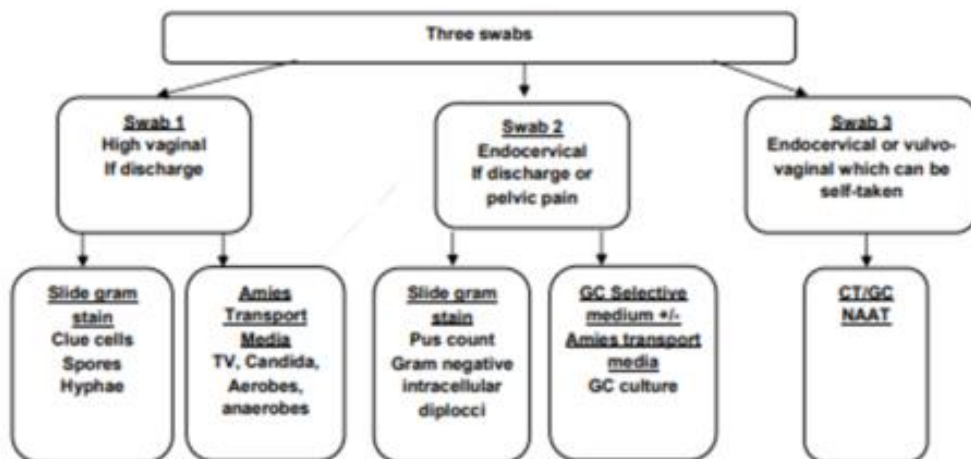 Three swabs
Swab 1
High vaginal
If discharge
Swab 2
Endocervical
If discharge or
pelvic pain
Swab 3
Endocervical or vulvo-
vaginal which can be
self-taken
Slide gram
stain
Clue cells
Spores
Hyphae
Amies
Transport
Media
TV, Candida,
Aerobes,
anaerobes
Slide gram
stain
Pus count
Gram negative
intracellular
diplocci
GC Selective
medium +/-
Amies transport
media
GC culture
CT/GC
NAAT